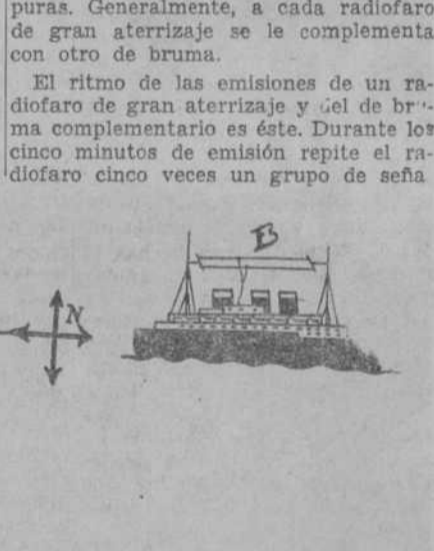 puras. Generalmente, a cada radiofaro
de gran aterrizaje se le complementa
con otro de bruma.
El ritmo de las emisiones de un ra-
diofaro de gran aterrizaje y del de bru-
ma complementario es éste. Durante los
cinco minutos de emisión repite el ra-
diofaro cinco veces un grupo de seña
B
N